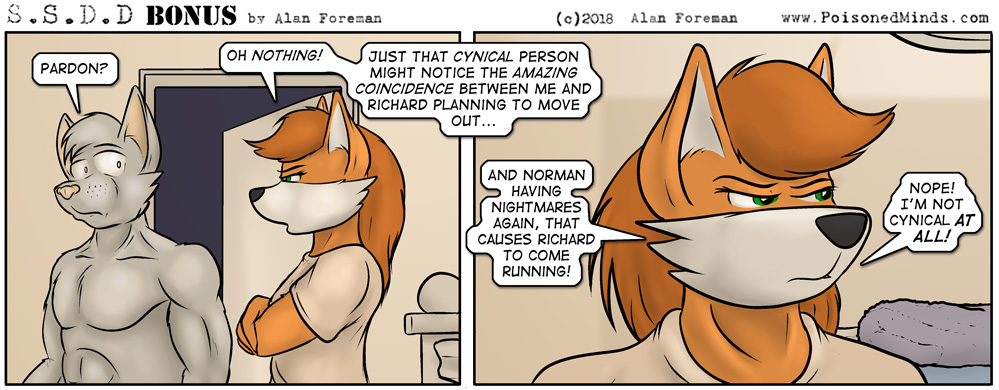 S.S.D.D BONUS by Alan Foreman (c)2018 Alan Foreman www.PoisonedMinds.com
PARDON?
OH NOTHING!
JUST THAT CYNICAL PERSON
MIGHT NOTICE THE AMAZING
COINCIDENCE BETWEEN ME AND
RICHARD PLANNING TO MOVE
OUT...
AND NORMAN
HAVING
NIGHTMARES
AGAIN, THAT
CAUSES RICHARD
TO COME
RUNNING!
NOPE!
I'M NOT
CYNICAL AT
ALL!